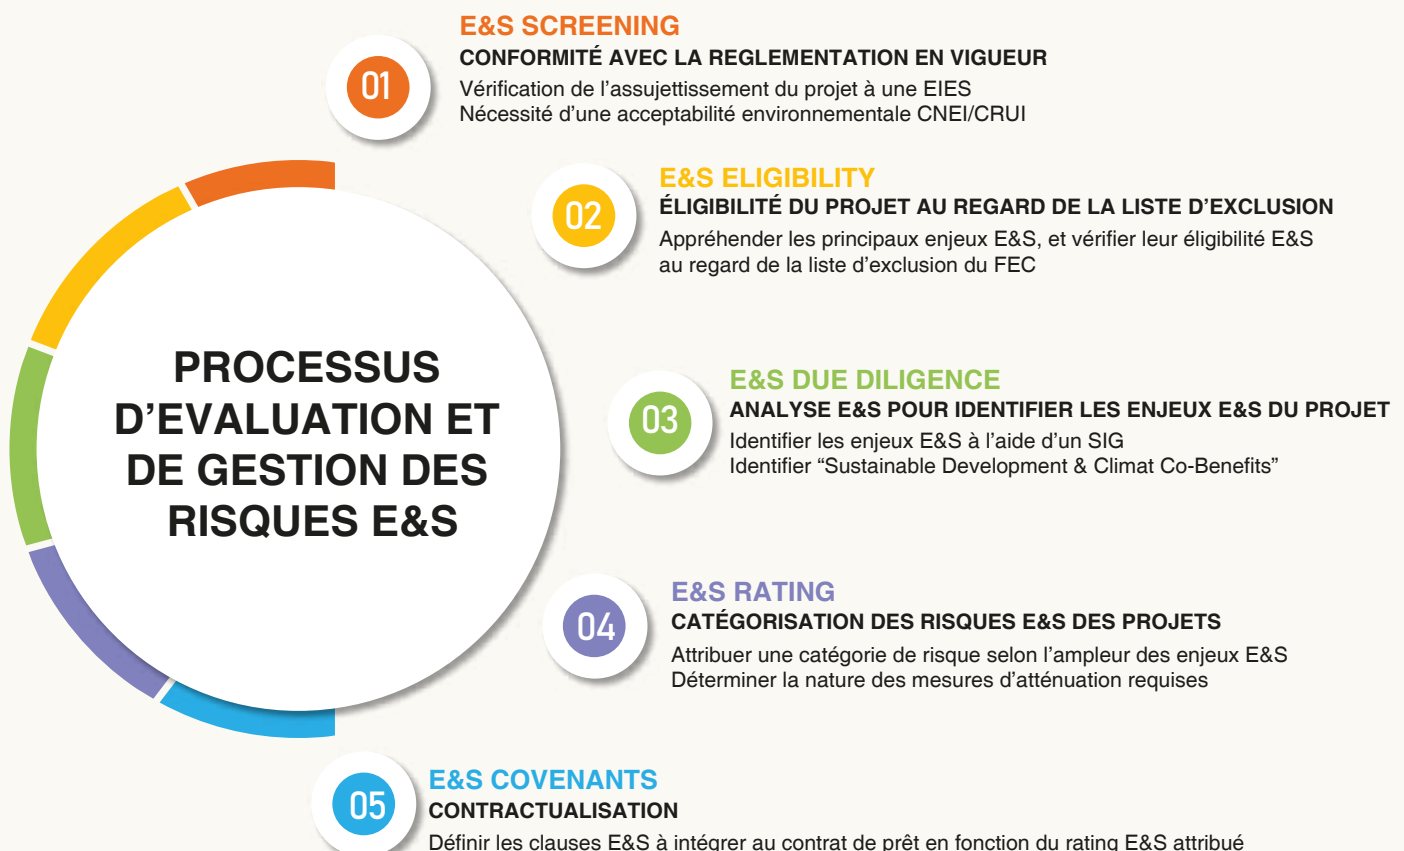 PROCESSUS
D’EVALUATION ET
DE GESTION DES
RISQUES E&S
01
E&S SCREENING
CONFORMITÉ AVEC LA REGLEMENTATION EN VIGUEUR
Vérification de l’assujettissement du projet à une EIES
Nécessité d’une acceptabilité environnementale CNEI/CRUI
02
E&S ELIGIBILITY
ÉLIGIBILITÉ DU PROJET AU REGARD DE LA LISTE D’EXCLUSION
Appréhender les principaux enjeux E&S, et vérifier leur éligibilité E&S
au regard de la liste d’exclusion du FEC
03
E&S DUE DILIGENCE
ANALYSE E&S POUR IDENTIFIER LES ENJEUX E&S DU PROJET
Identifier les enjeux E&S à l’aide d’un SIG
Identifier “Sustainable Development & Climat Co-Benefits”
04
E&S RATING
CATÉGORISATION DES RISQUES E&S DES PROJETS
Attribuer une catégorie de risque selon l’ampleur des enjeux E&S
Déterminer la nature des mesures d’atténuation requises
05
E&S COVENANTS
CONTRACTUALISATION
Définir les clauses E&S à intégrer au contrat de prêt en fonction du rating E&S attribué